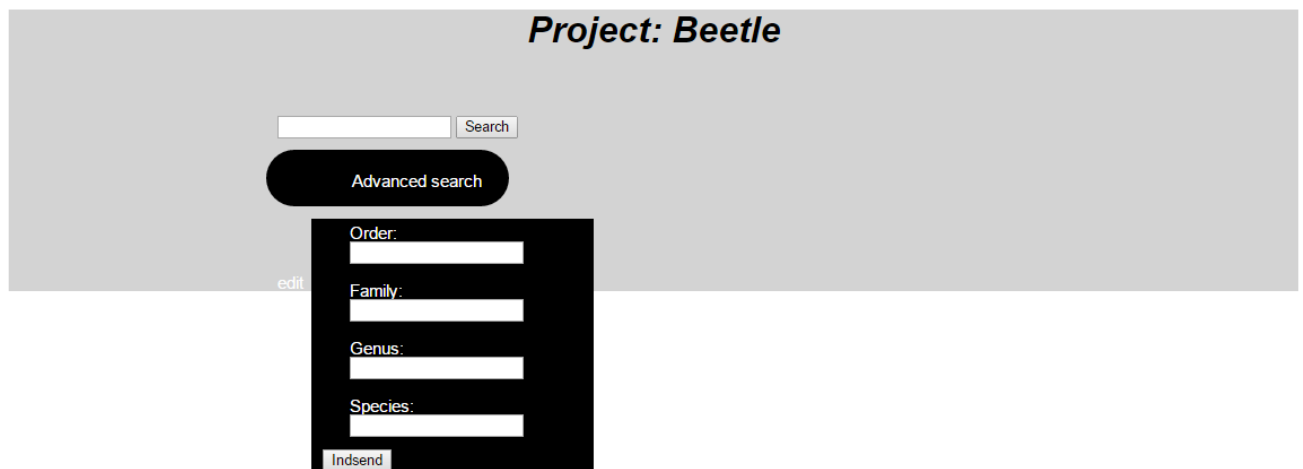 Project: Beetle
Search
Advanced search
Order:
edit
Family:
Genus:
Species:
Indsend